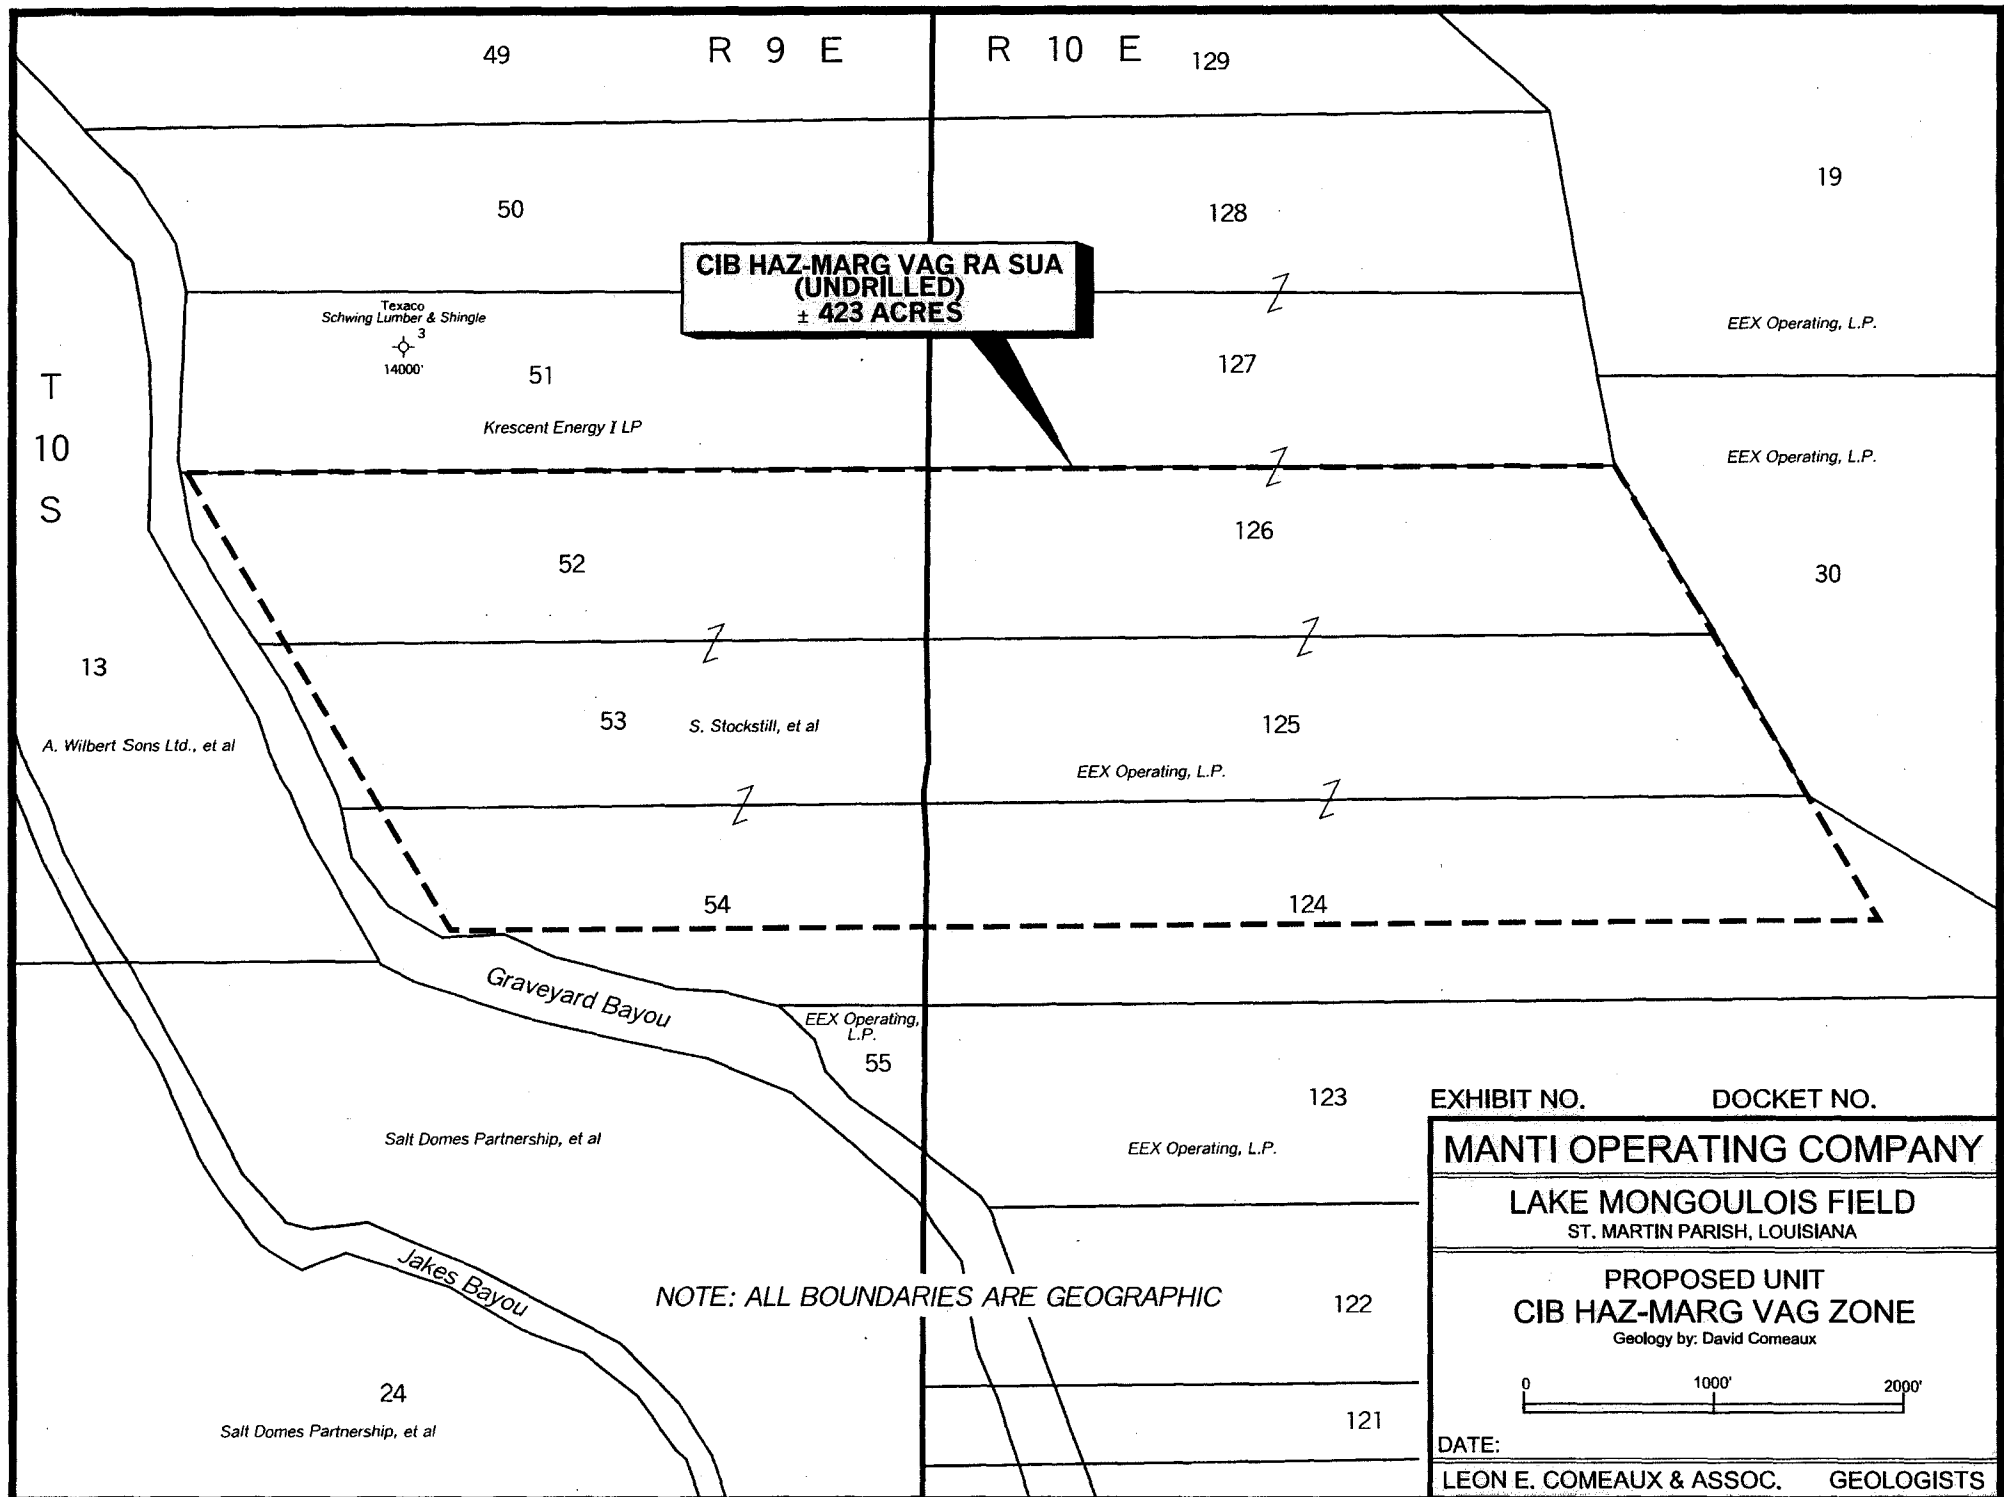 49
R 9 E
R 10 E
129
19
50
128
CIB HAZ-MARG VAG RA SUA
(UNDRILLED)
± 423 ACRES
Texaco
Schwing Lumber & Shingle
3
14000'
51
Krescent Energy I LP
127
EEX Operating, L.P.
EEX Operating, L.P.
T
10
S
52
126
30
13
A. Wilbert Sons Ltd., et al
53
S. Stockstill, et al
125
EEX Operating, L.P.
54
124
Graveyard Bayou
EEX Operating,
L.P.
55
123
EEX Operating, L.P.
Salt Domes Partnership, et al
Jakes Bayou
NOTE: ALL BOUNDARIES ARE GEOGRAPHIC
122
24
Salt Domes Partnership, et al
121
EXHIBIT NO. DOCKET NO.
MANTI OPERATING COMPANY
LAKE MONGOULOIS FIELD
ST. MARTIN PARISH, LOUISIANA
PROPOSED UNIT
CIB HAZ-MARG VAG ZONE
Geology by: David Comeaux
0 1000' 2000'
DATE:
LEON E. COMEAUX & ASSOC. GEOLOGISTS